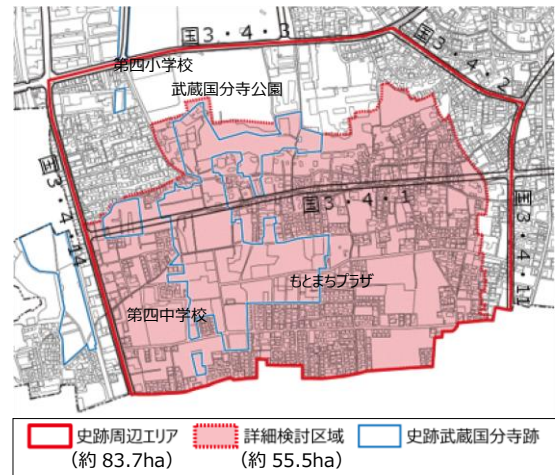 国3・4・3
第四小学校
武蔵国分寺公園
国3・4・2
国3・4・1
国3・4・14
国3・4・11
もとまちプラザ
第四中学校
史跡周辺エリア 詳細検討区域 史跡武蔵国分寺跡
(約 83.7ha) (約 55.5ha)